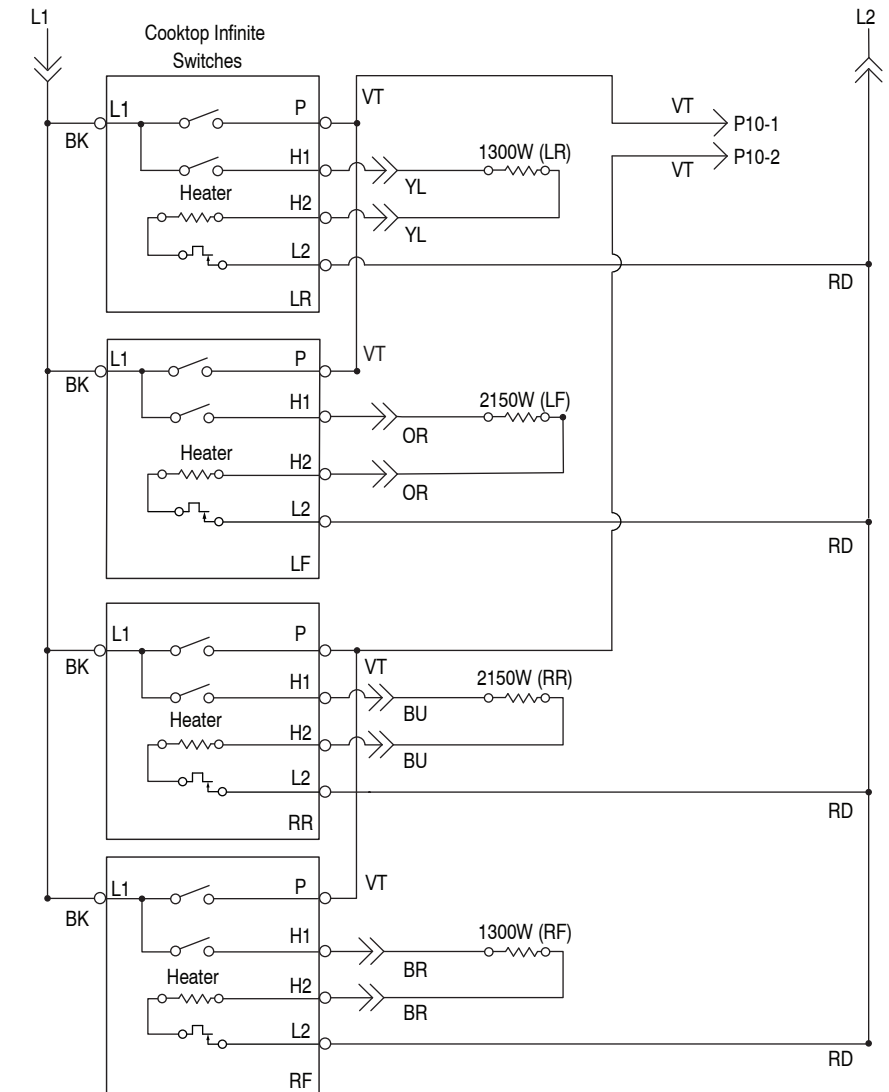 L1
L2
Cooktop Infinite
Switches
L1
P
VT
VT
P10-1
BK
H1
1300W (LR)
VT
P10-2
YL
Heater
H2
YL
L2
RD
LR
L1
P
VT
BK
H1
2150W (LF)
OR
Heater
H2
OR
L2
RD
LF
L1
P
BK
VT
H1
2150W (RR)
BU
Heater
H2
BU
L2
RD
RR
L1
P
VT
BK
H1
1300W (RF)
BR
Heater
H2
BR
L2
RD
RF